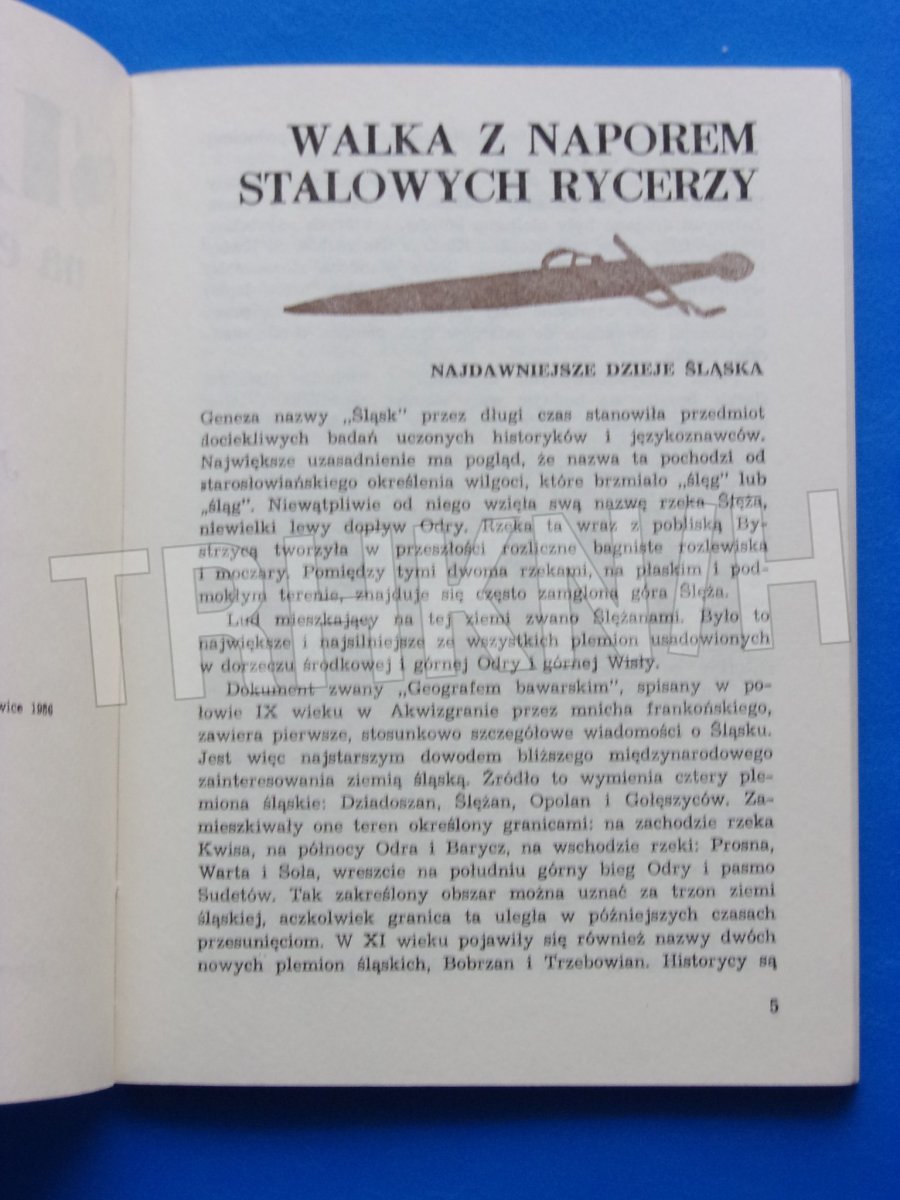 WALKA Z NAPOREM
STALOWYCH RYCERZY
NAJDAWNIEJSZE DZIEJE ŚLĄSKA
Geneza nazwy „Śląsk" przez długi czas stanowiła przedmiot
dociekliwych badań uczonych historyków i językoznawców.
Największe uzasadnienie ma pogląd, że nazwa ta pochodzi od
starosłowiańskiego określenia wilgoci, które brzmiało „ślęg" lub
„śląg". Niewątpliwie od niego wzięła swą nazwę rzeka Ślęża,
niewielki lewy dopływ Odry. Rzeka ta wraz z pobliską By-
strzycą tworzyła w przeszłości rozliczne bagniste rozlewiska
i moczary. Pomiędzy tymi dwoma rzekami, na płaskim i pod-
mokłym terenie, znajduje się często zamglona góra Ślęża.
Lud mieszkający na tej ziemi zwano Ślężanami. Było to
największe i najsilniejsze ze wszystkich plemion usadowionych
w dorzeczu środkowej i górnej Odry i górnej Wisły.
Dokument zwany „Geografem bawarskim", spisany w po-
łowie IX wieku w Akwizgranie przez mnicha frankońskiego,
zawiera pierwsze, stosunkowo szczegółowe wiadomości o Śląsku.
Jest więc najstarszym dowodem bliższego międzynarodowego
zainteresowania ziemią śląską. Źródło to wymienia cztery ple-
miona śląskie: Dziadoszan, Ślężan, Opolan i Gołęszyców. Za-
mieszkiwały one teren określony granicami: na zachodzie rzeka
Kwisa, na północy Odra i Barycz, na wschodzie rzeki: Prosna,
Warta i Soła, wreszcie na południu górny bieg Odry i pasmo
Sudetów. Tak zakreślony obszar można uznać za trzon ziemi
śląskiej, aczkolwiek granica ta uległa w późniejszych czasach
przesunięciom. W XI wieku pojawiły się również nazwy dwóch
nowych plemion śląskich, Bobrzan i Trzebowian. Historycy są
5
wice 1986
TRHKNIH